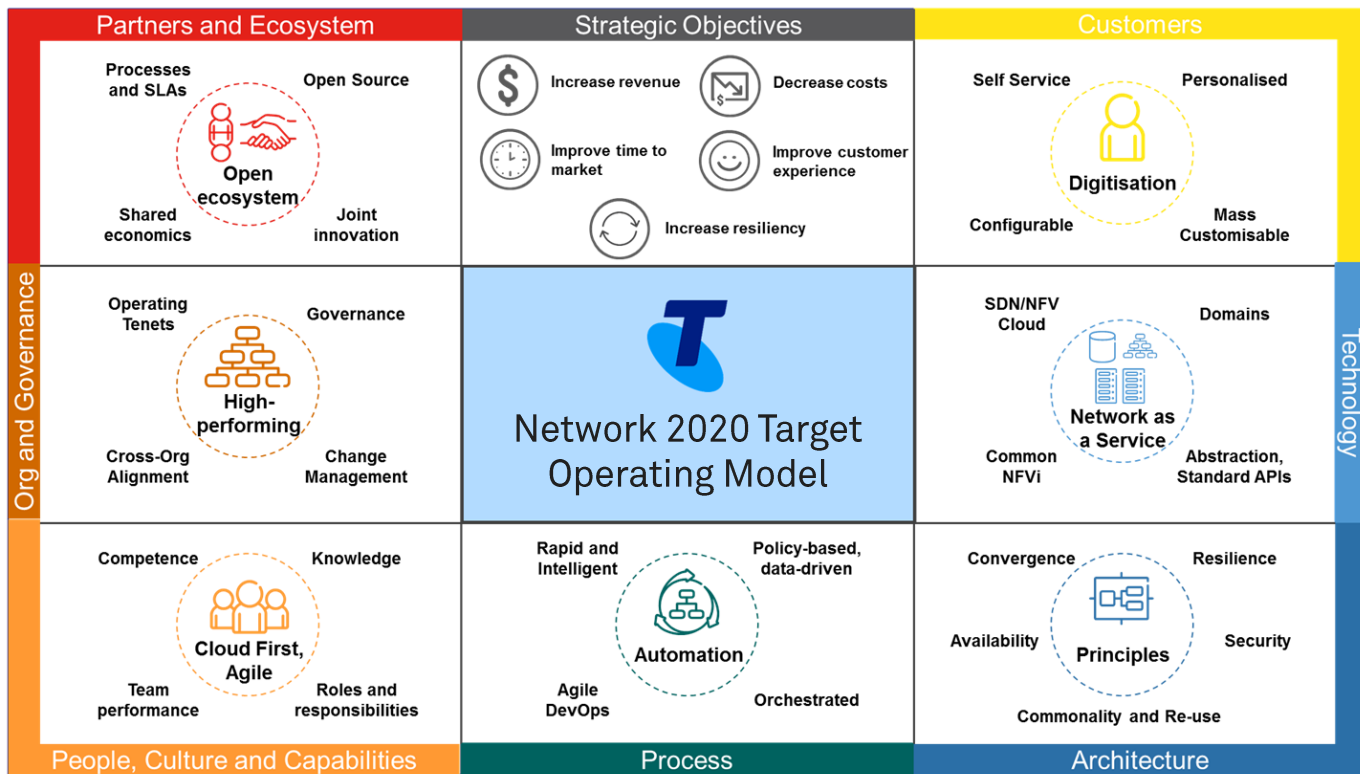 Partners and Ecosystem
Processes
and SLAs
Open Source
Open
ecosystem
Shared
economics
Joint
innovation
Strategic Objectives
$
Increase revenue
$
Decrease costs
Improve time to
market
Improve customer
experience
Increase resiliency
Customers
Self Service
Personalised
Digitisation
Configurable
Mass
Customisable
Org and Governance
Operating
Tenets
Governance
High-
performing
Cross-Org
Alignment
Change
Management
T
Network 2020 Target
Operating Model
Technology
SDN/NFV
Cloud
Domains
Network as
a Service
Common
NFVi
Abstraction,
Standard APIs
Competence
Knowledge
Cloud First,
Agile
Team
performance
Roles and
responsibilities
People, Culture and Capabilities
Rapid and
Intelligent
Policy-based,
data-driven
Automation
Agile
DevOps
Orchestrated
Process
Convergence
Resilience
Availability
Security
Principles
Commonality and Re-use
Architecture